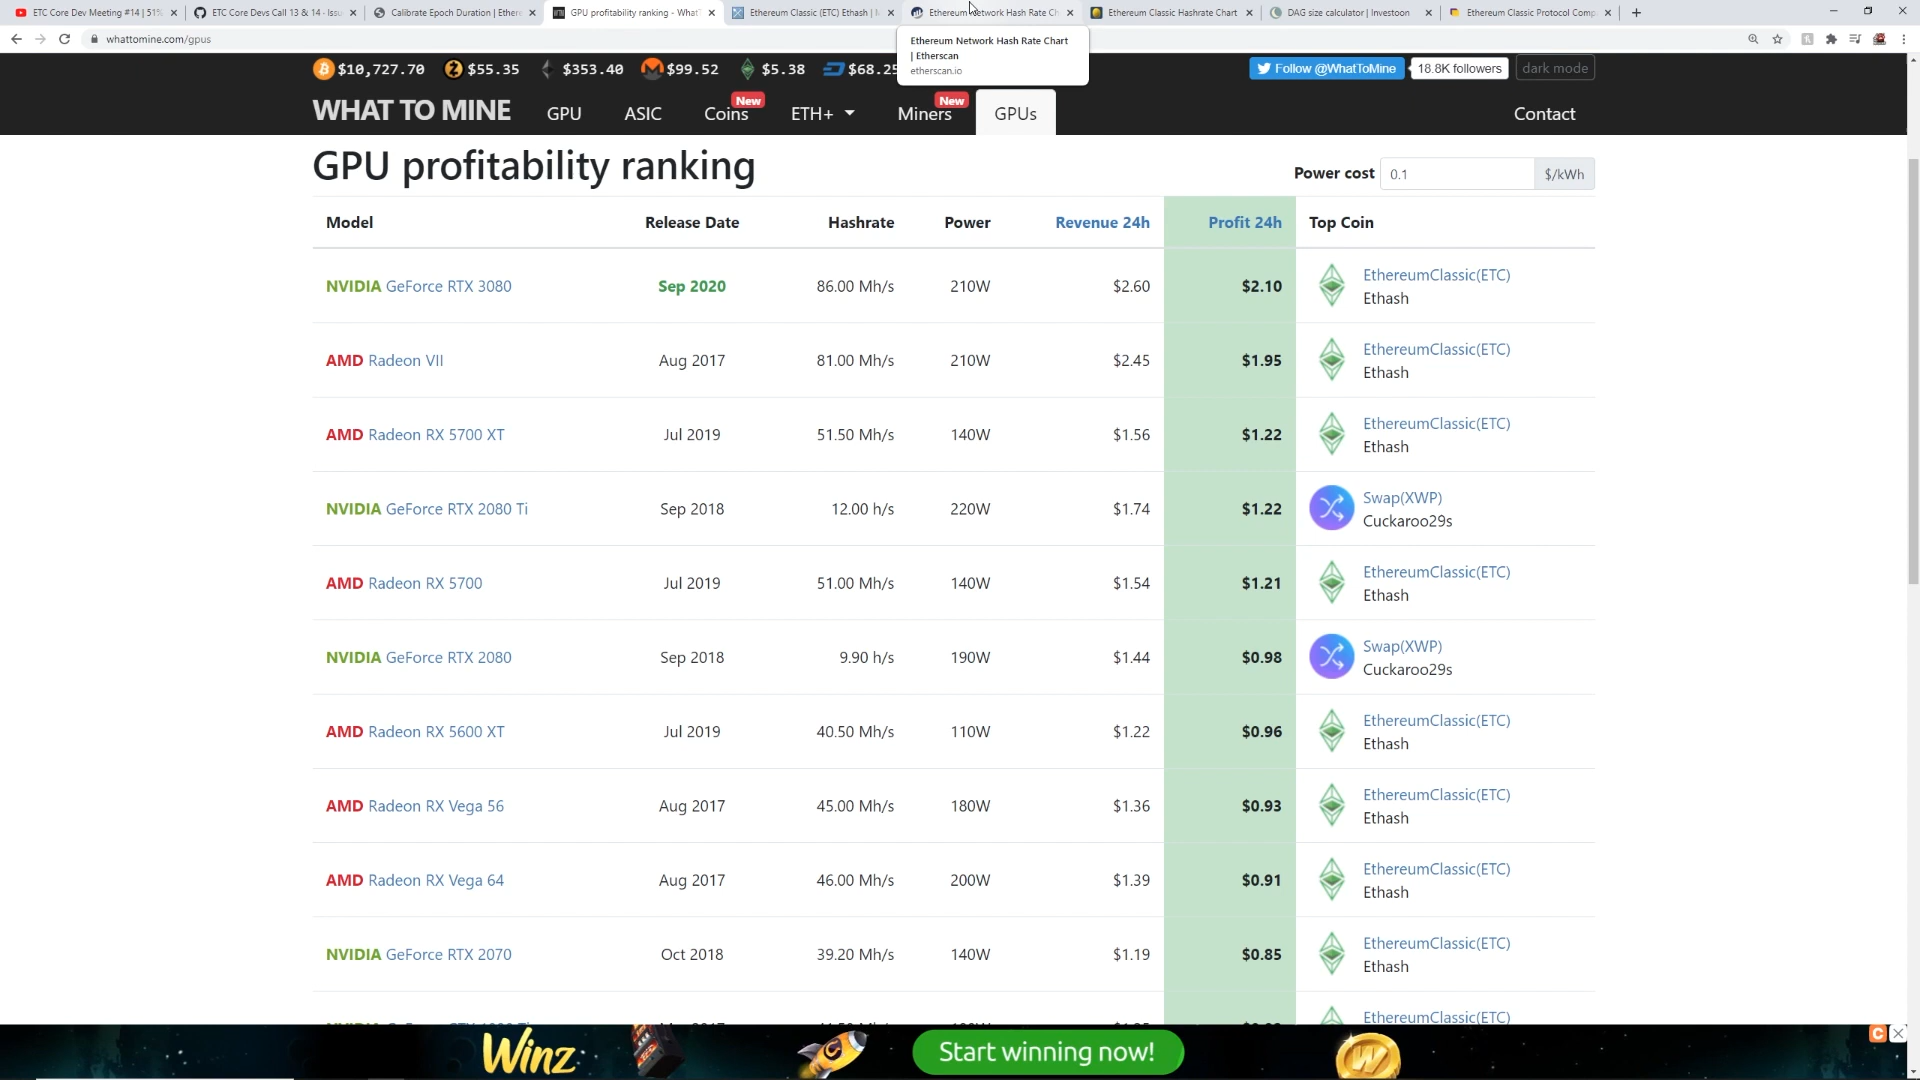 ETC Core Dev Meeting #14 | 51%
ETC Core Devs Call 13 & 14 · Issu
Calibrate Epoch Duration | Ether
GPU profitability ranking - WhatT
Ethereum Classic (ETC) Ethash |
Ethereum Network Hash Rate Ch
Ethereum Classic Hashrate Chart
DAG size calculator | Investoon
Ethereum Classic Protocol Comp
whattomine.com/gpus
Ethereum Network Hash Rate Chart
| Etherscan
etherscan.io
$10,727.70
$55.35
$353.40
$99.52
$5.38
$68.25
Follow @WhatToMine
18.8K followers
dark mode
WHAT TO MINE
GPU
ASIC
Coins
New
ETH+
Miners
New
GPUs
Contact
GPU profitability ranking
Power cost 0.1 $/kWh
Model Release Date Hashrate Power Revenue 24h Profit 24h Top Coin
NVIDIA GeForce RTX 3080 Sep 2020 86.00 Mh/s 210W $2.60 $2.10 EthereumClassic(ETC)
Ethash
AMD Radeon VII Aug 2017 81.00 Mh/s 210W $2.45 $1.95 EthereumClassic(ETC)
Ethash
AMD Radeon RX 5700 XT Jul 2019 51.50 Mh/s 140W $1.56 $1.22 EthereumClassic(ETC)
Ethash
NVIDIA GeForce RTX 2080 Ti Sep 2018 12.00 h/s 220W $1.74 $1.22 Swap(XWP)
Cuckaroo29s
AMD Radeon RX 5700 Jul 2019 51.00 Mh/s 140W $1.54 $1.21 EthereumClassic(ETC)
Ethash
NVIDIA GeForce RTX 2080 Sep 2018 9.90 h/s 190W $1.44 $0.98 Swap(XWP)
Cuckaroo29s
AMD Radeon RX 5600 XT Jul 2019 40.50 Mh/s 110W $1.22 $0.96 EthereumClassic(ETC)
Ethash
AMD Radeon RX Vega 56 Aug 2017 45.00 Mh/s 180W $1.36 $0.93 EthereumClassic(ETC)
Ethash
AMD Radeon RX Vega 64 Aug 2017 46.00 Mh/s 200W $1.39 $0.91 EthereumClassic(ETC)
Ethash
NVIDIA GeForce RTX 2070 Oct 2018 39.20 Mh/s 140W $1.19 $0.85 EthereumClassic(ETC)
Ethash
EthereumClassic(ETC)
Winz
Start winning now!